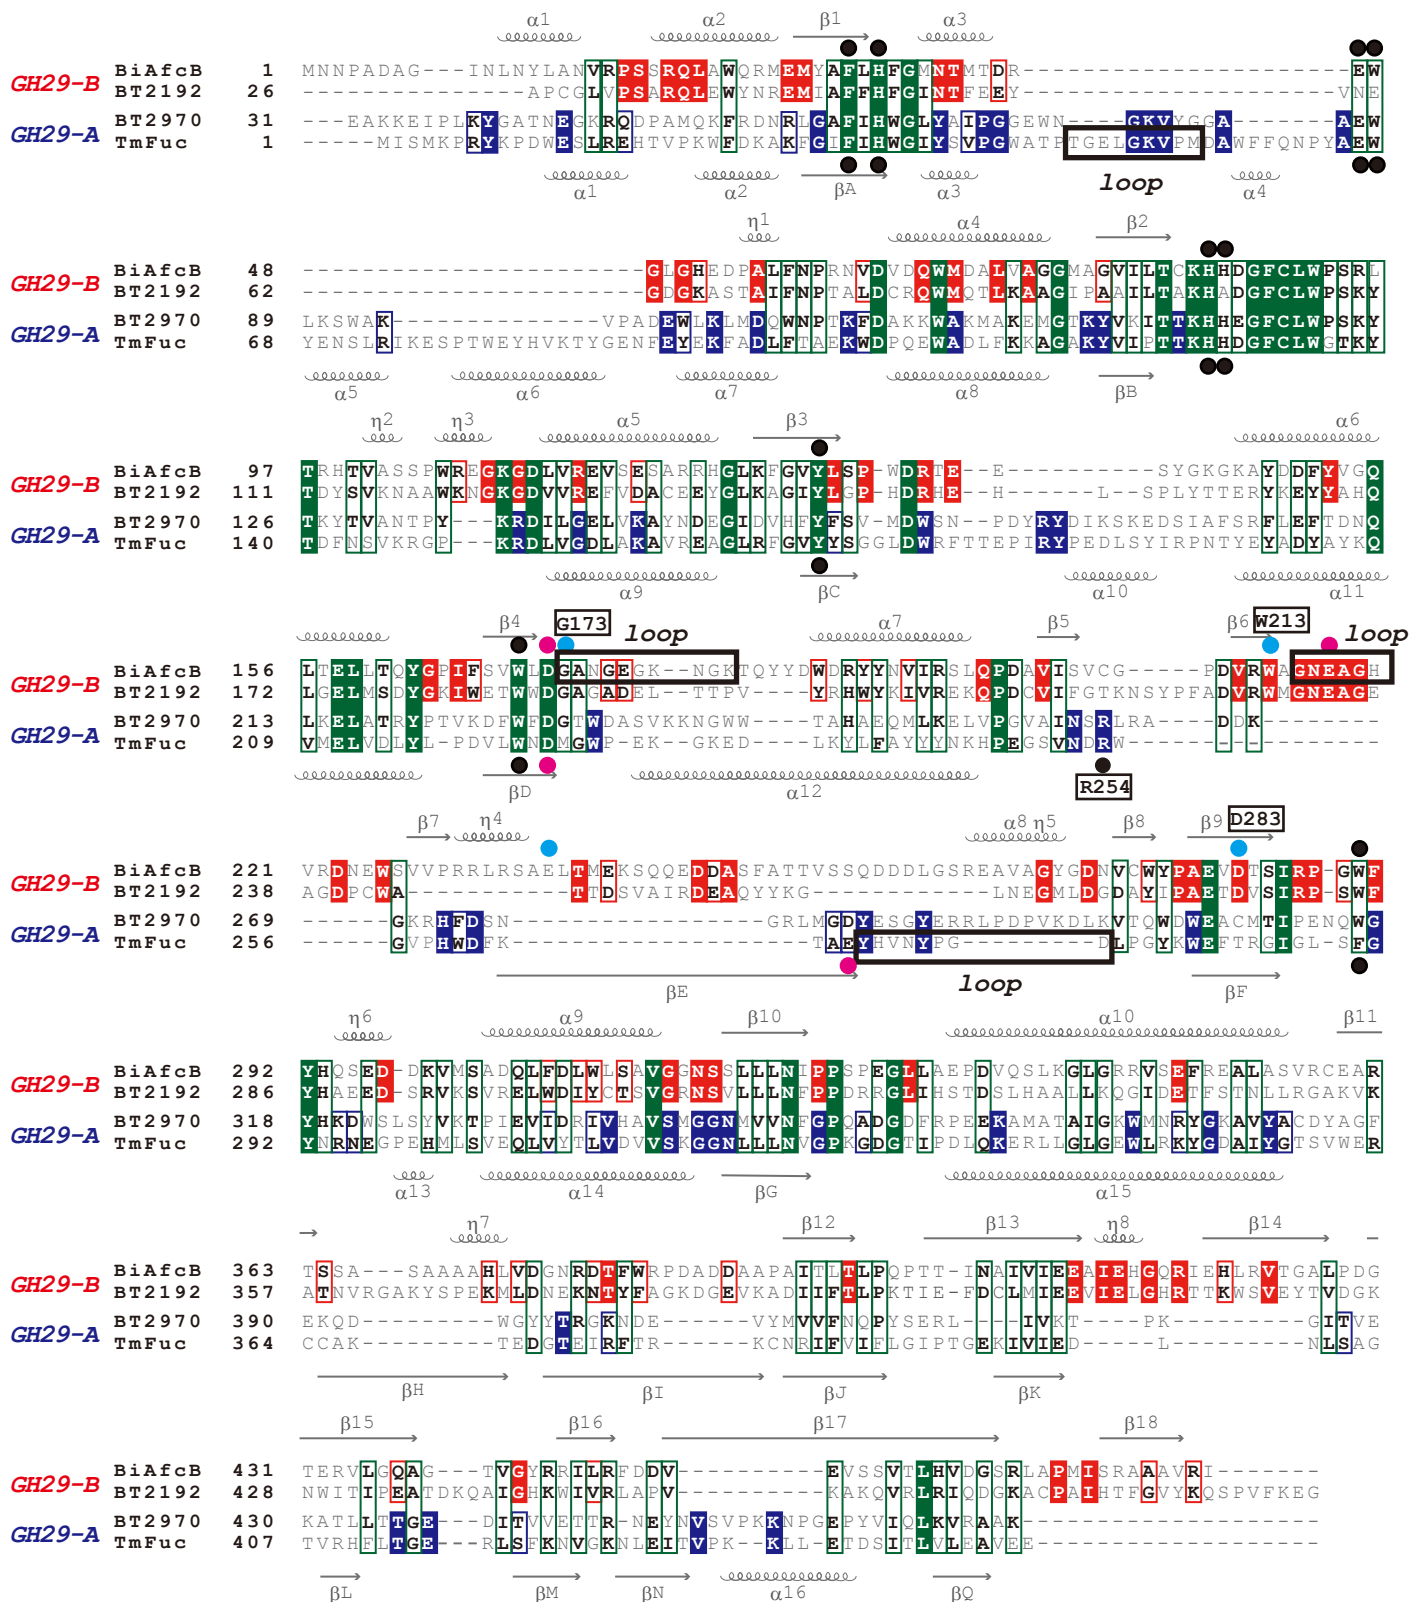 α1 α2 β1 α3
GH29-B BiAfcB 1 MNNPADAG---INLNYLANVRPSSRQLAWQRMEMYAFLHFGMNTMTDR-----------------------EW
BT2192 26 APCGLVPSARQLEWYNREMIAFFHFGINTFEEY-----------------------VNE
GH29-A BT2970 31 ---EAKKEIPLKYGATNEGKRQDPAMQKFRDNRLGAFIHWGLYAIPGGEWN------GKVYGGA-------AEW
TmFuc 1 -----MISMKPRYKPDWESLREHTVPKWFDKAKFGIFIHWGIYSVPGWATPTGELGKVPMDAWFFQNPYAEW
α1 α2 βA α3 loop α4
η1 α4 β2
GH29-B BiAfcB 48 GLGHEDPALFNPRNVDVDQWMDALVAGGMAGVILTCKHHDGFCLWPSRL
BT2192 62 GDGKASTAIFNPTALDCRQWMQTLKAAGIPAAILTAKHADGFCLWPSKY
GH29-A BT2970 89 LKSWAK--------------VPADEWLKLMDQWNPTKFDAKKWAKMAKEMGTKYVKITTKHHEGFCLWPSKY
TmFuc 68 YENSLRIKESPTWEYHVKTYGENFEYEKFADLFTAEKWDPQEWADLFKKAGAKYVIPTTKHHDGFCLWGTKY
α5 α6 α7 α8 βB
η2 η3 α5 β3 α6
GH29-B BiAfcB 97 TRHTVASSPWREGKGDLVREVSESARRHGLKFGVYLSP-WDRTE--E----------SYGKGKAYDDFYVGQ
BT2192 111 TDYSVKNAAWKNGKGDVVREFVDACEEYGLKAGIYLGP-HDRHE--H------L--SPLYTTERYKEYYAHQ
GH29-A BT2970 126 TKYTVANTPY---KRDILGELVKAYNDEGIDVHFYFSV-MDWSN--PDYRYDIKSKEDSIAFSRFLEFTDNQ
TmFuc 140 TDFNSVKRGP---KRDLVGDLAKAVREAGLRFGVYYSGGLDWRFTTEPIRYPEDLSYIRPNTYEYADYAYKQ
α9 βC α10 α11
β4 G173 loop α7 β5 β6 W213 loop
GH29-B BiAfcB 156 LTELLTQYGPIFSVWLDGANGEGK--NGKTQYYDWDRYYNVIRSLQPDAVISVCG------PDVRWAGNEAGH
BT2192 172 LGELMSDYGKIWETWWDGAGADEL--TTPV-----YRHWYKIVREKQPDCVIFGTKNSYPFADVRWMGNEAGE
GH29-A BT2970 213 LKELATRYPTVKDFWFDGTWDASVKKNGWW----TAHAEQMLKELVPGVAINSRLRA----DDK--------
TmFuc 209 VMELVDLYL-PDVLWNDMGWP-EK--GKED-----LKYLFAYYYNKHPEGSVNDRW------
βD α12 R254
β7 η4 α8 η5 β8 β9 D283
GH29-B BiAfcB 221 VRDNEWSVVPRRLRSAELTMEKSQQEDDASFATTVSSQDDDLGSREAVAGYGDNVCWYPAEVDTSIRP-GWF
BT2192 238 AGDPCWA-----------TTDSVAIRDEAQYYKG------------LNEGMLDGDAYIPAETDVSIRP-SWF
GH29-A BT2970 269 GKRHFDSN-----------------GRLMGDYESGYERRLPDPVKDLKVTQWDWEACMTIPENQWG
TmFuc 256 GVPHWDFK--------------------TAEYHVNYPG---------DLPGYKWEFTRGIGL-SFG
βE loop βF
η6 α9 β10 α10 β11
GH29-B BiAfcB 292 YHQSED-DKVMSADQLFDLWLSAVGGNSSLLLNIPPSPEGLLAEPDVQSLKGLGRRVSEFREALASVRCEAR
BT2192 286 YHAEED-SRVKSVRELWDIYCTSVGRNSVLLLNFPPDRRGLIHSTDSLHAALLKQGIDETFSTNLLRGAKVK
GH29-A BT2970 318 YHKDWSLSYVKTPIEVIDRIVHAVSMGGNMVVNFGPQADGDFRPEEKAMATAIGKWMNRYGKAVYACDYAGF
TmFuc 292 YNRNEGPEHMLSVEQLVYTLVDVVSKGGNLLLNVGPKGDGTIPDLQKERLLGLGEWLRKYGDAIYGTSVWER
α13 α14 βG α15
η7 β12 β13 η8 β14
GH29-B BiAfcB 363 TSSA---SAAAAHLVDGNRDTFWRPDADDAAPAITLTLPQPTT-INAIVIEEAIEHGQRIEHLRVTGALPDG
BT2192 357 ATNVRGAKYSPEKMLDNEKNTYFAGKDGEVKADIIFTLPKTIE-FDCLMIEEVIELGHRTTKWSVEYTVDGK
GH29-A BT2970 390 EKQD---------WGYYTRGKNDE-----VYMVVFNQPYSERL----IVKT-----PK-------GITVE
TmFuc 364 CCAK---------TEDGTEIRFTR-----KCNRIFVIFLGIPTGEKIVIED------L---------NLSAG
βH βI βJ βK
β15 β16 β17 β18
GH29-B BiAfcB 431 TERVLGQAG---TVGYRRILRFDDV----------EVSSVTLHVDGSRLAPMISRAAAVRI------
BT2192 428 NWITIPEATDKQAIGHKWIVRLAPV----------KAKQVRLRIQDGKACPAIHTFGVYKQSPVFKEG
GH29-A BT2970 430 KATLLTTGE---DITVVETTR-NEYNVSVPKKNPGEPYVIQLKVRAAK--------------------
TmFuc 407 TVRHFLTGE---RLSFKNVGKNLEITVPK--KLL-ETDSITLVLEAVEE-------------------
βL βM βN α16 βQ